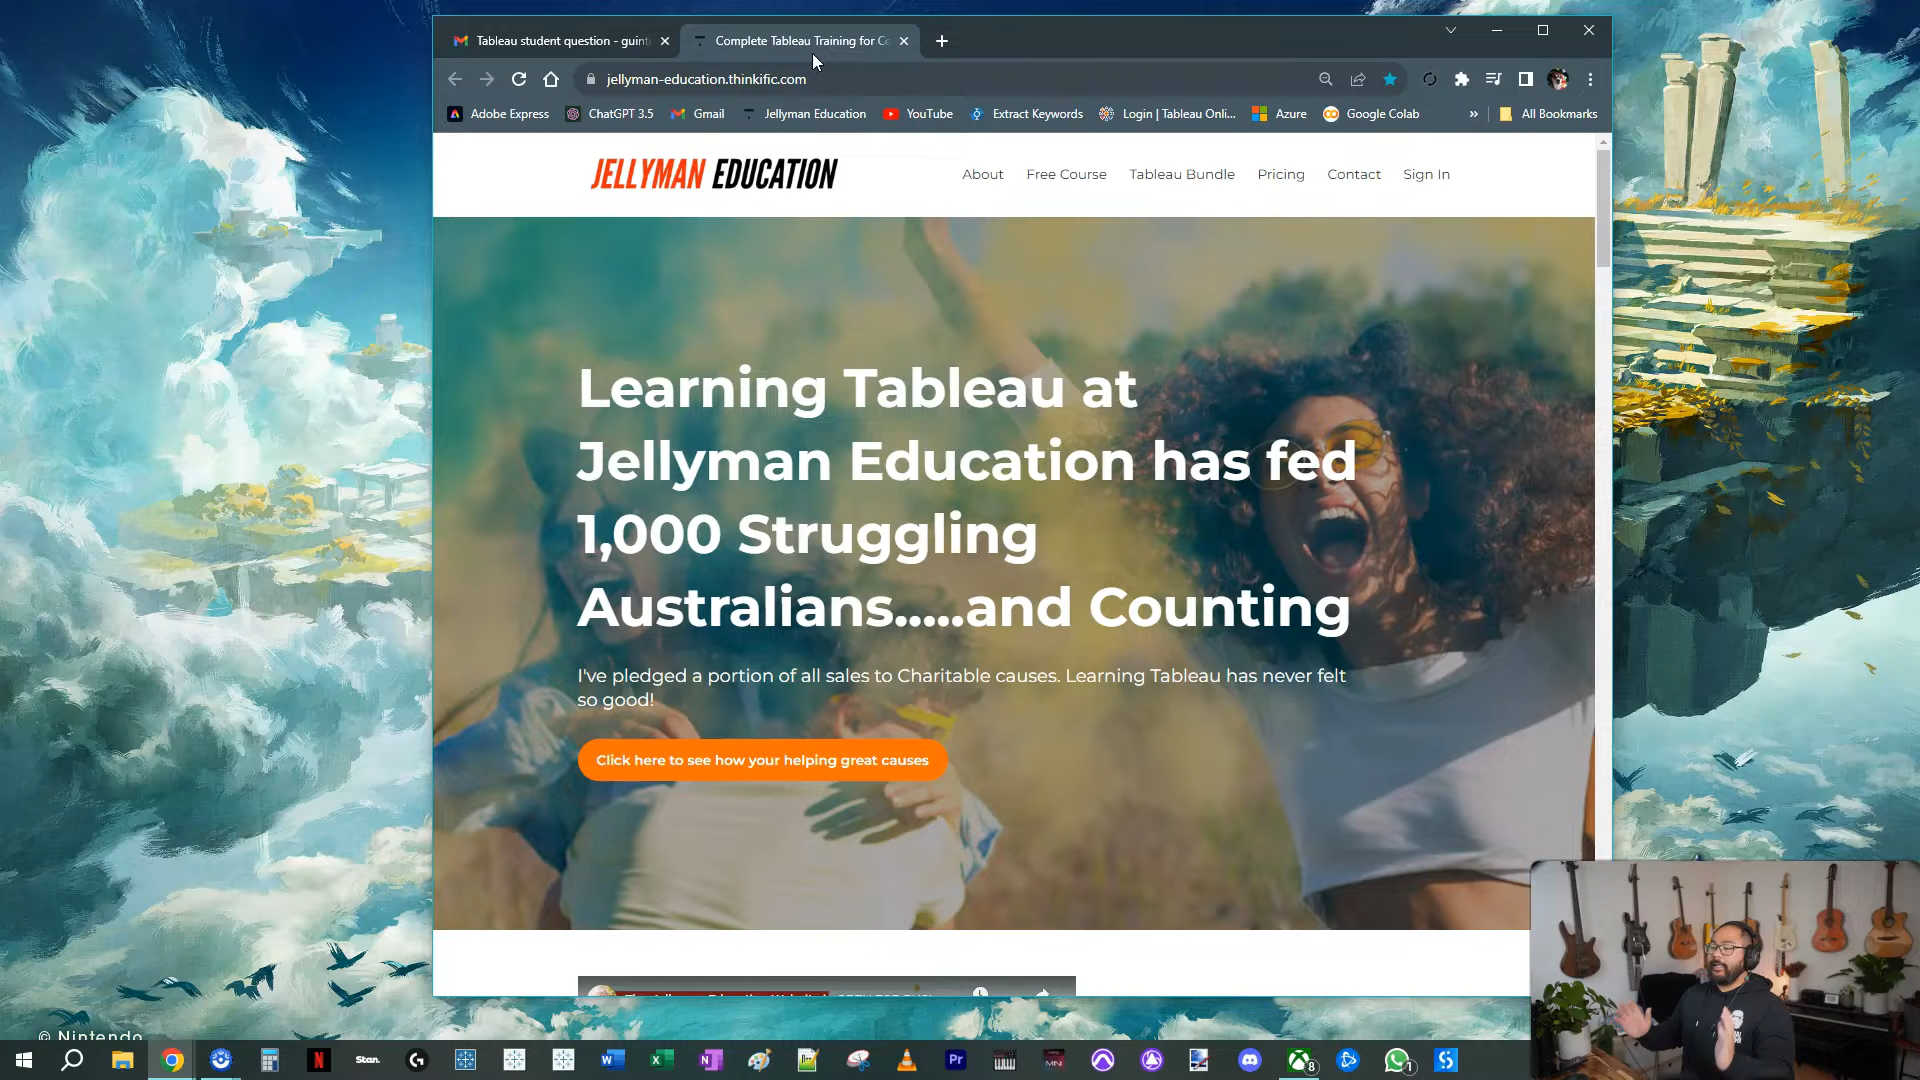 Tableau student question - guin
Complete Tableau Training for Co
jellyman-education.thinkific.com
Adobe Express
ChatGPT 3.5
Gmail
Jellyman Education
YouTube
Extract Keywords
Login | Tableau Onli...
Azure
Google Colab
»
All Bookmarks
JELLYMAN EDUCATION
About
Free Course
Tableau Bundle
Pricing
Contact
Sign In
Learning Tableau at
Jellyman Education has fed
1,000 Struggling
Australians.....and Counting
I've pledged a portion of all sales to Charitable causes. Learning Tableau has never felt
so good!
Click here to see how your helping great causes
© Nintendo
Stan.
Pr
8
1